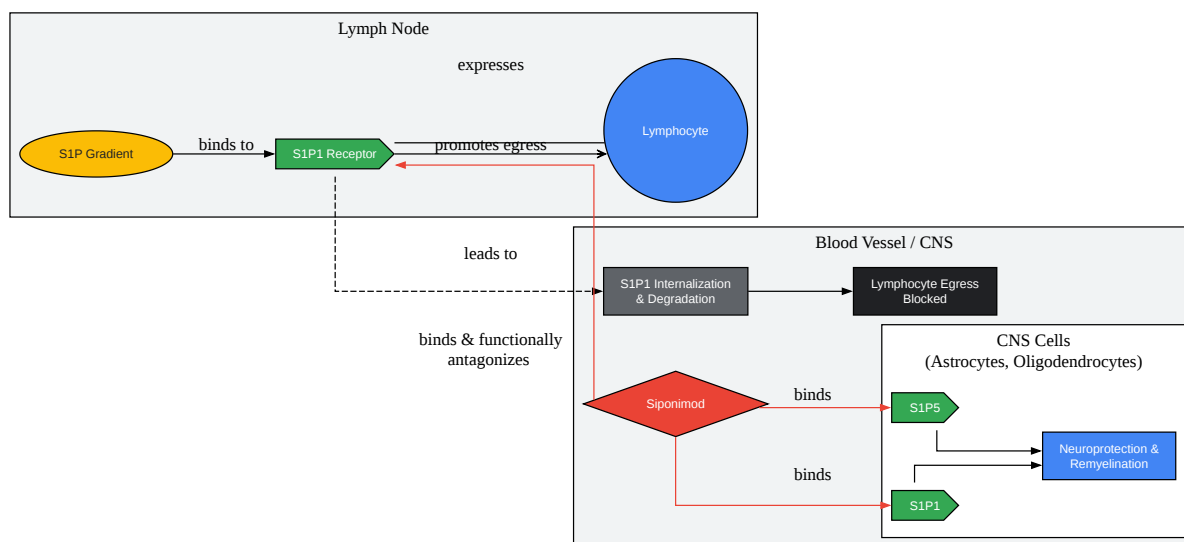 Lymph Node
expresses
Lymphocyte
S1P Gradient
binds to
S1P1 Receptor
promotes egress
Blood Vessel / CNS
leads to
S1P1 Internalization
& Degradation
Lymphocyte Egress
Blocked
binds & functionally
antagonizes
CNS Cells
(Astrocytes, Oligodendrocytes)
Siponimod
binds
S1P5
Neuroprotection &
Remyelination
binds
S1P1